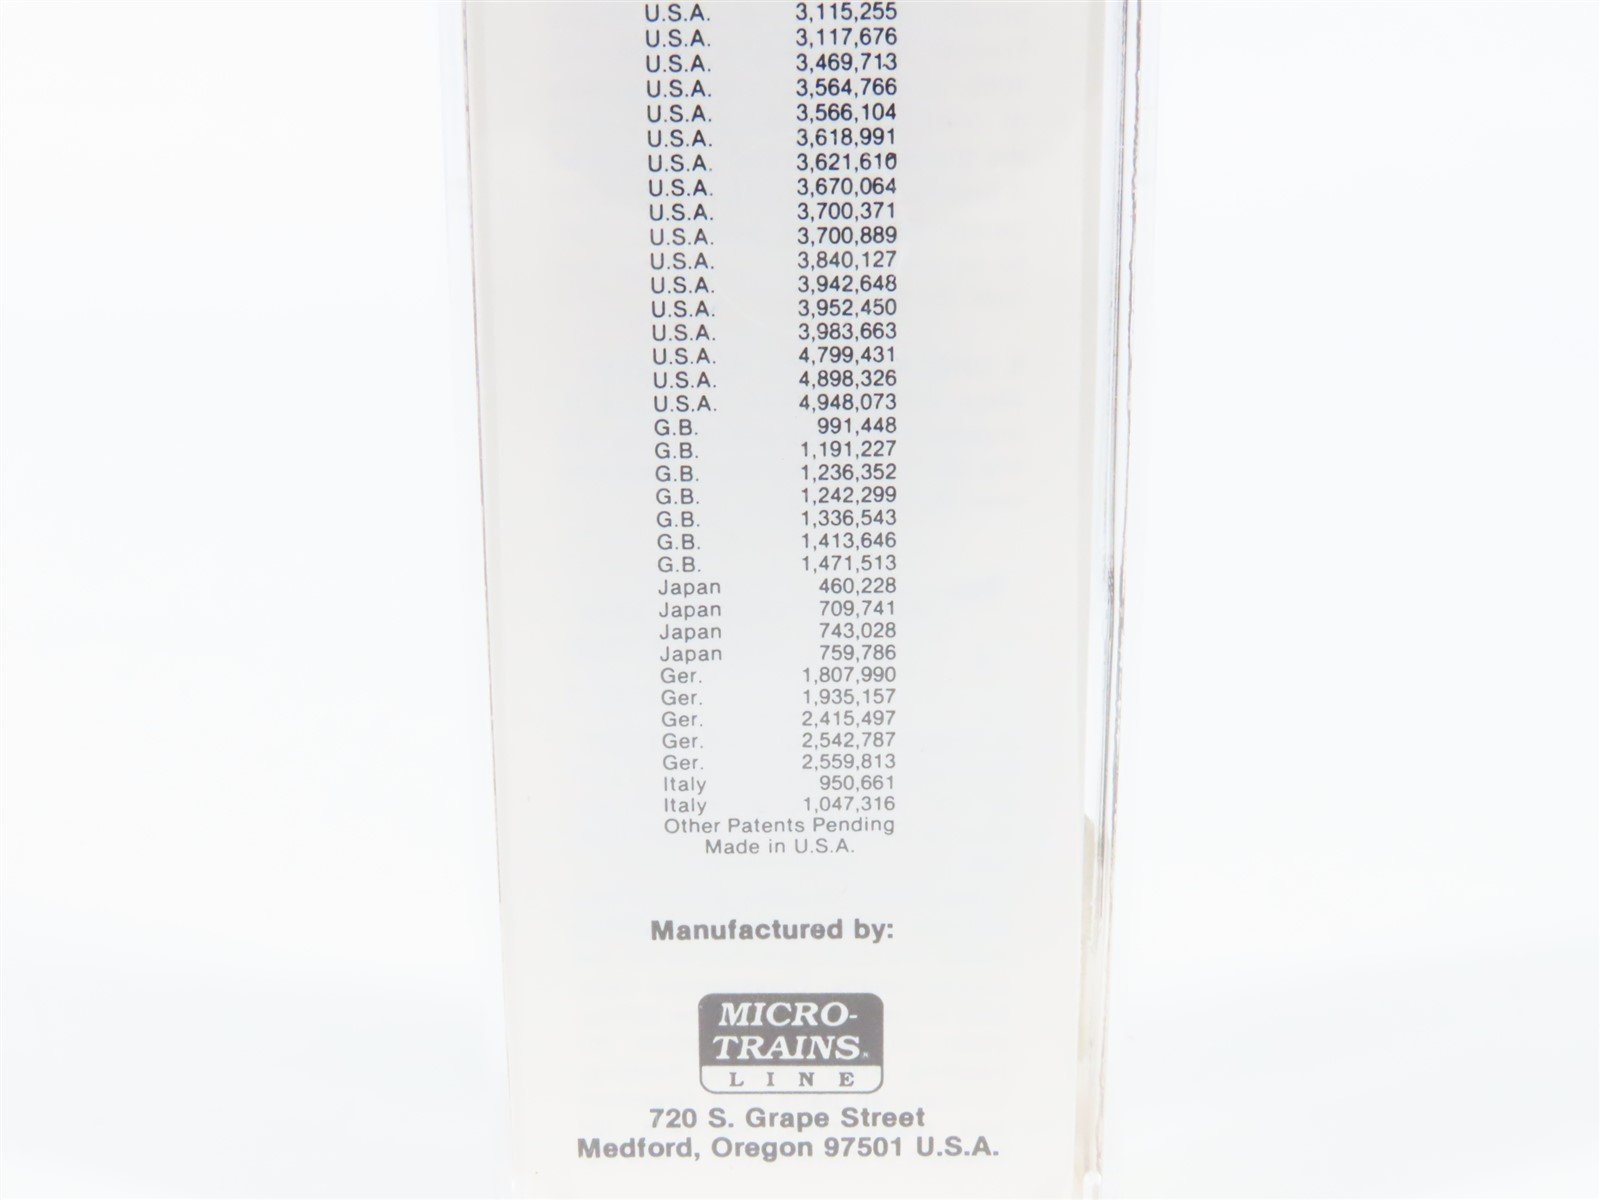 U.S.A. 3,115,255
U.S.A. 3,117,676
U.S.A. 3,469,713
U.S.A. 3,564,766
U.S.A. 3,566,104
U.S.A. 3,618,991
U.S.A. 3,621,610
U.S.A. 3,670,064
U.S.A. 3,700,371
U.S.A. 3,700,889
U.S.A. 3,840,127
U.S.A. 3,942,648
U.S.A. 3,952,450
U.S.A. 3,983,663
U.S.A. 4,799,431
U.S.A. 4,898,326
U.S.A. 4,948,073
G.B. 991,448
G.B. 1,191,227
G.B. 1,236,352
G.B. 1,242,299
G.B. 1,336,543
G.B. 1,413,646
G.B. 1,471,513
Japan 460,228
Japan 709,741
Japan 743,028
Japan 759,786
Ger. 1,807,990
Ger. 1,935,157
Ger. 2,415,497
Ger. 2,542,787
Ger. 2,559,813
Italy 950,661
Italy 1,047,316
Other Patents Pending
Made in U.S.A.
Manufactured by:
MICRO-
TRAINS
LINE
720 S. Grape Street
Medford, Oregon 97501 U.S.A.